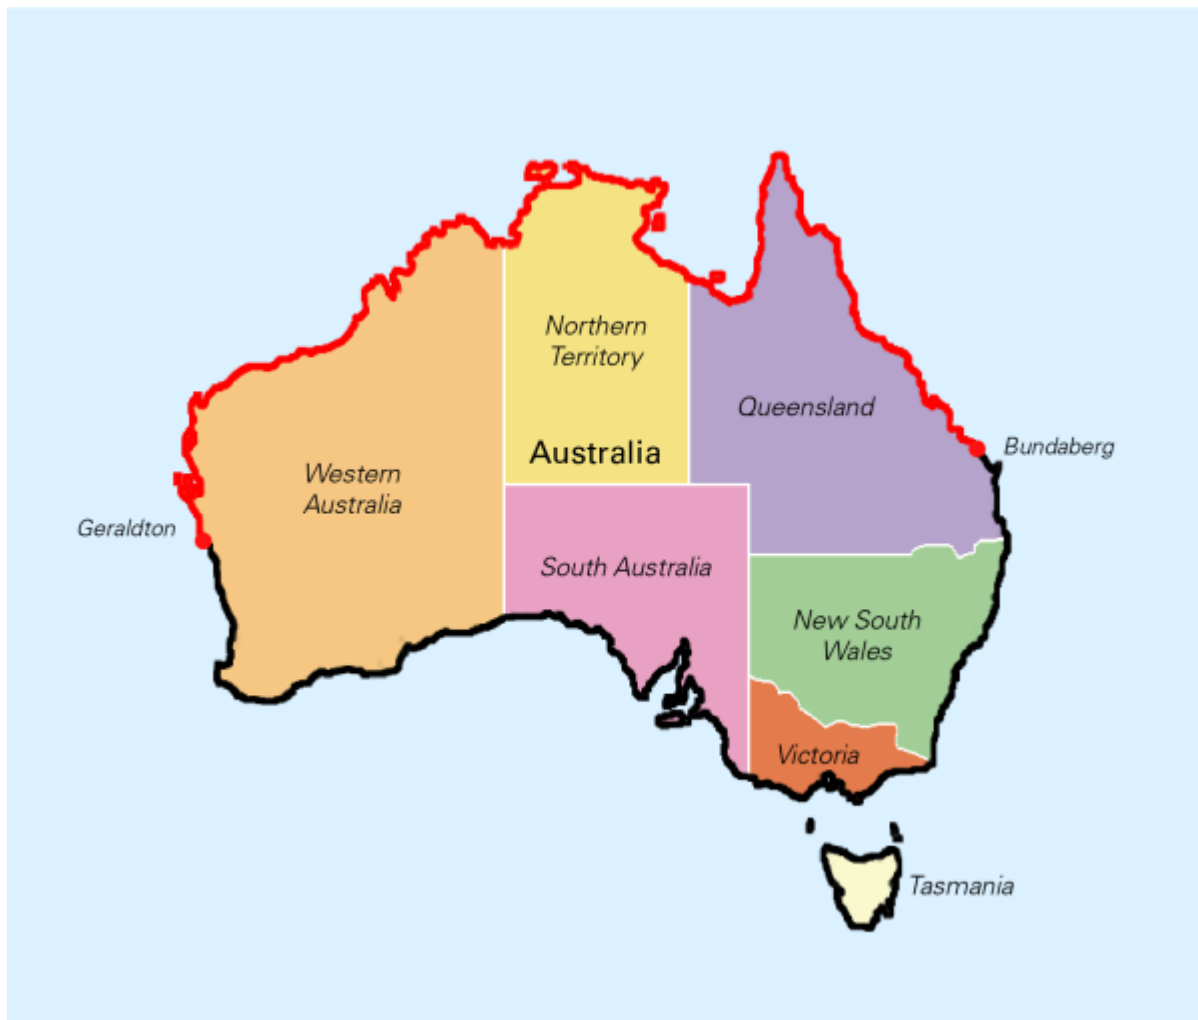 Northern
Territory
Queensland
Australia
Bundaberg
Western
Australia
Geraldton
South Australia
New South
Wales
Victoria
Tasmania